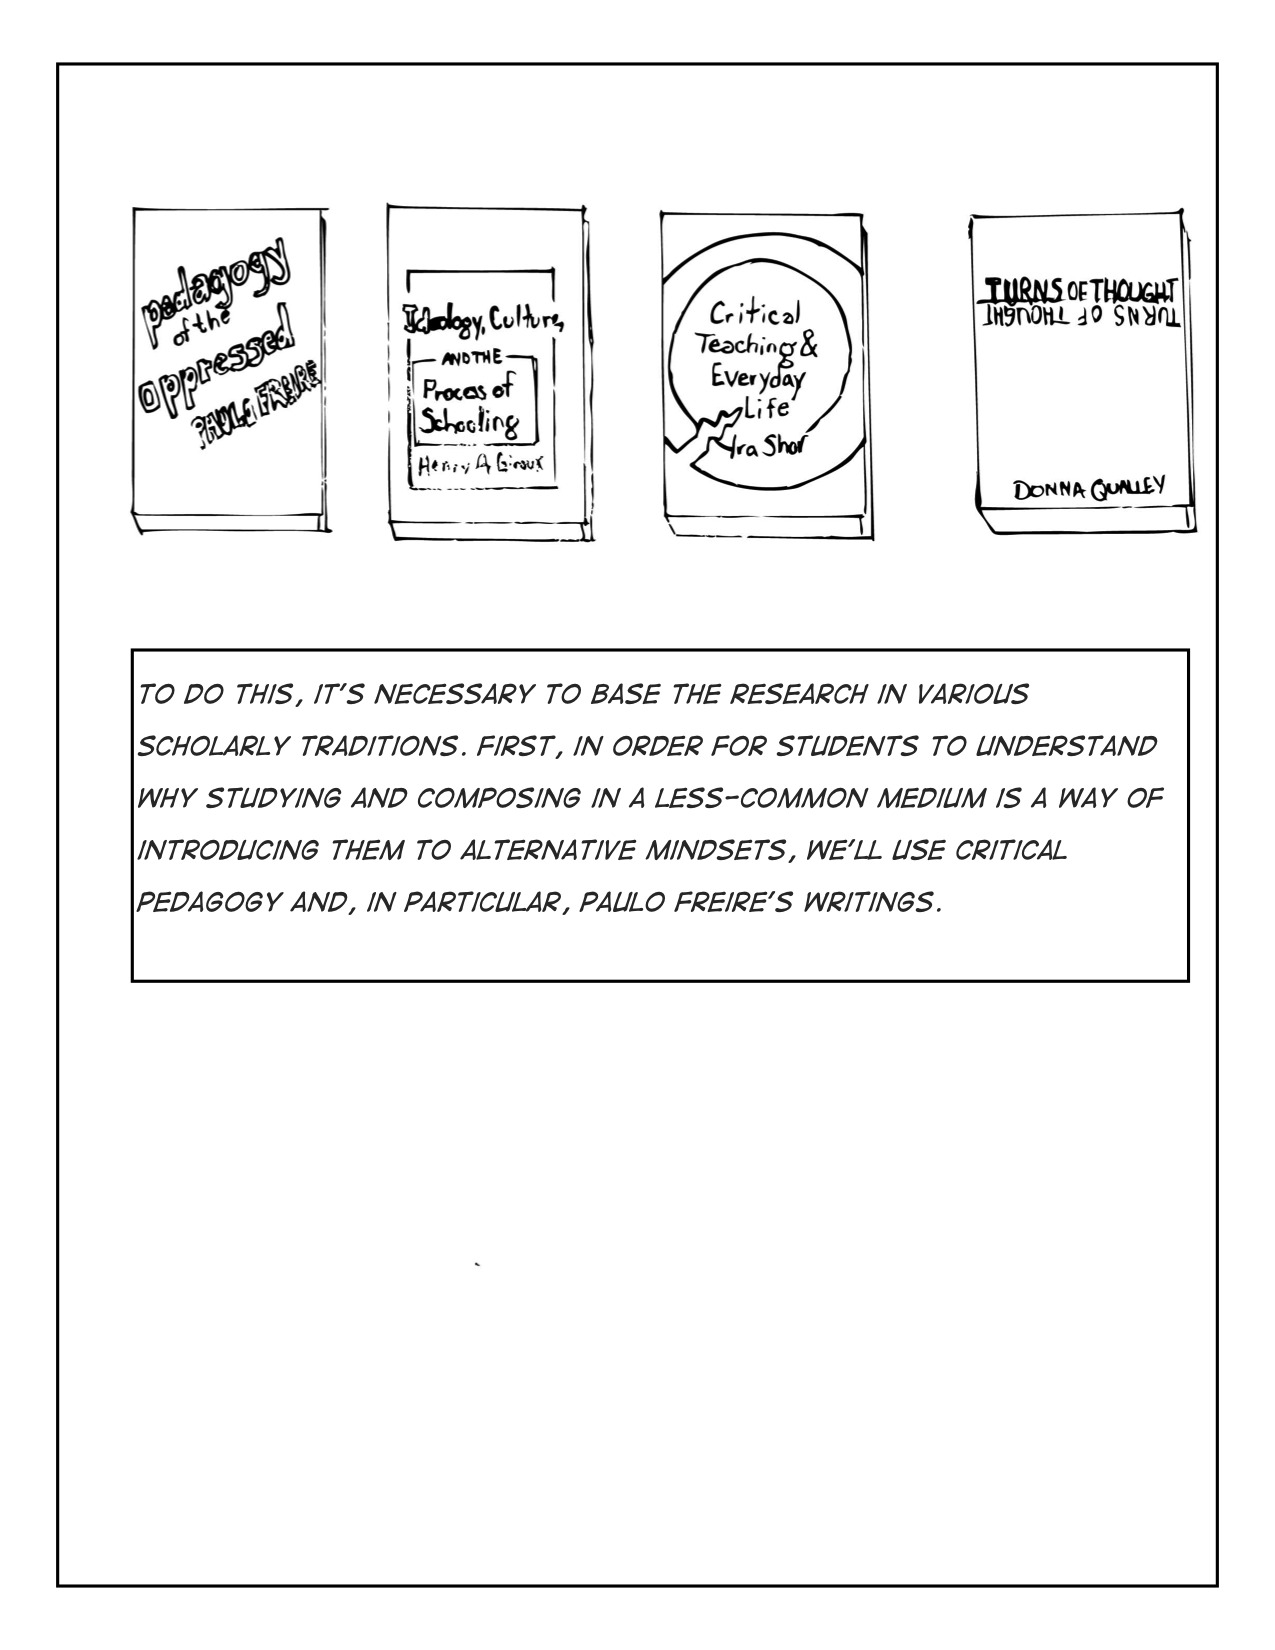 pedagogy
of the
oppressed
PAULO FREIRE
Ideology, Culture,
AND THE
Process of
Schooling
Henry A Giroux
Critical
Teaching &
Everyday
Life
Ira Shor
TURNS OF THOUGHT
TURNS OF THOUGHT
DONNA QUALLEY
TO DO THIS, IT'S NECESSARY TO BASE THE RESEARCH IN VARIOUS
SCHOLARLY TRADITIONS. FIRST, IN ORDER FOR STUDENTS TO UNDERSTAND
WHY STUDYING AND COMPOSING IN A LESS-COMMON MEDIUM IS A WAY OF
INTRODUCING THEM TO ALTERNATIVE MINDSETS, WE'LL USE CRITICAL
PEDAGOGY AND, IN PARTICULAR, PAULO FREIRE'S WRITINGS.